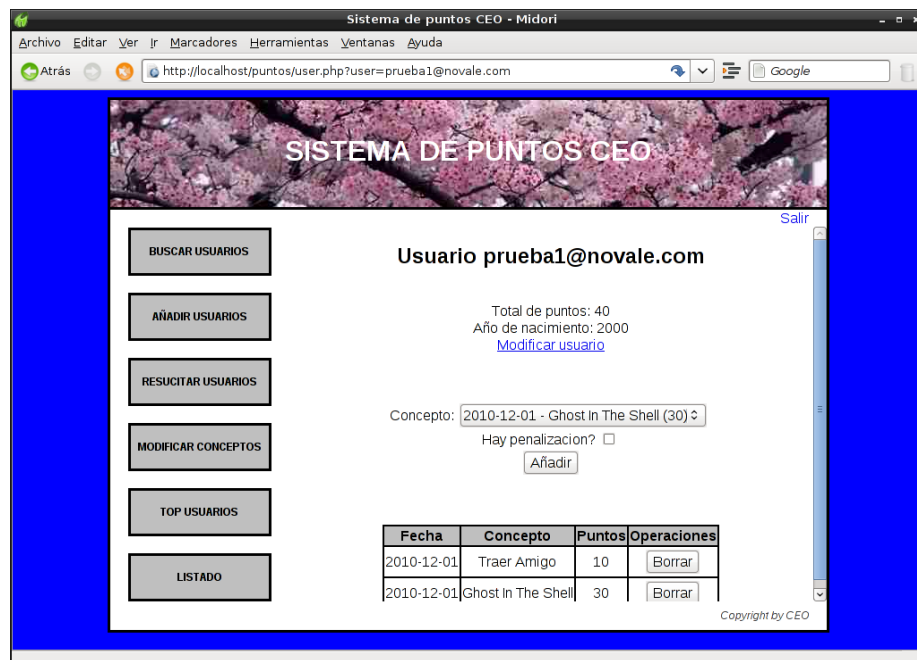 Sistema de puntos CEO - Midori
Archivo Editar Ver Ir Marcadores Herramientas Ventanas Ayuda
Atrás http://localhost/puntos/user.php?user=prueba1@novale.com Google
SISTEMA DE PUNTOS CEO
Salir
BUSCAR USUARIOS
AÑADIR USUARIOS
RESUCITAR USUARIOS
MODIFICAR CONCEPTOS
TOP USUARIOS
LISTADO
Usuario prueba1@novale.com
Total de puntos: 40
Año de nacimiento: 2000
Modificar usuario
Concepto: 2010-12-01 - Ghost In The Shell (30)
Hay penalizacion?
Añadir
Fecha Concepto Puntos Operaciones
2010-12-01 Traer Amigo 10 Borrar
2010-12-01 Ghost In The Shell 30 Borrar
Copyright by CEO